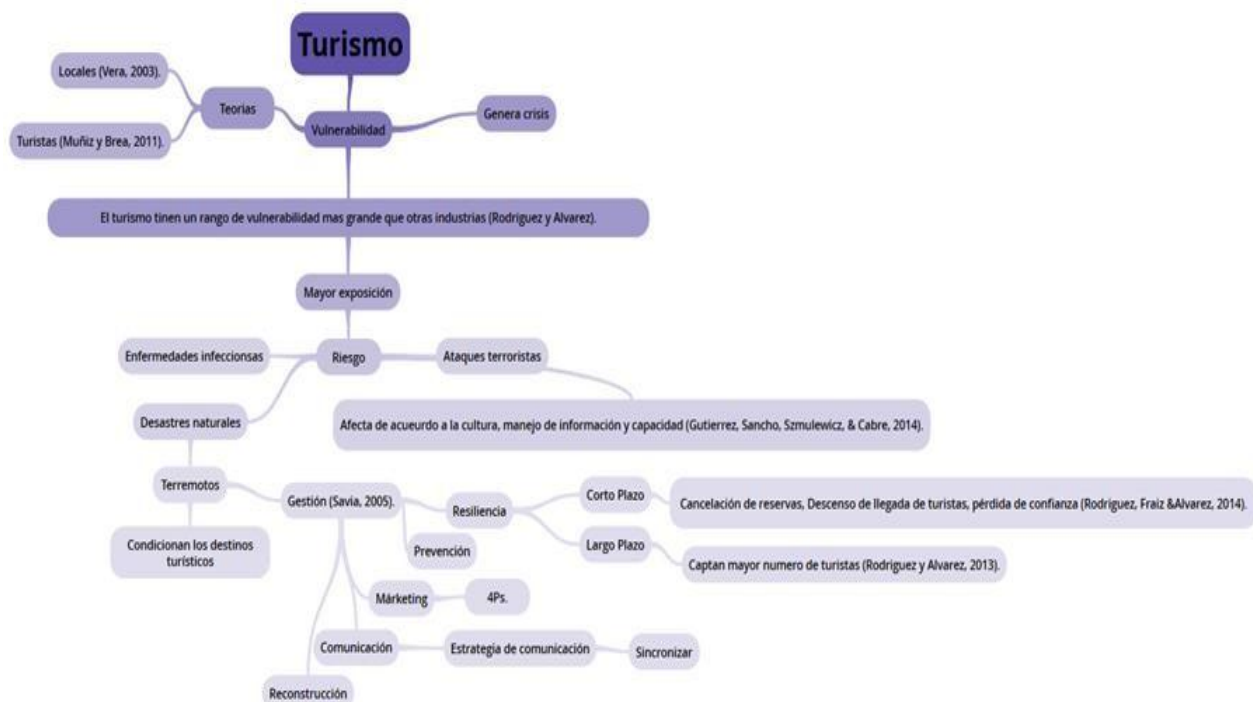 Turismo
Locales (Vera, 2003).
Teorías
Genera crisis
Vulnerabilidad
Turistas (Muñiz y Brea, 2011).
El turismo tinen un rango de vulnerabilidad mas grande que otras industrias (Rodriguez y Alvarez).
Mayor exposición
Enfermedades infeccionsas
Riesgo
Ataques terroristas
Desastres naturales
Afecta de acueurdo a la cultura, manejo de información y capacidad (Gutierrez, Sancho, Szmulewicz, & Cabre, 2014).
Terremotos
Gestión (Savia, 2005).
Resiliencia
Corto Plazo
Cancelación de reservas, Descenso de llegada de turistas, pérdida de confianza (Rodriguez, Fraiz &Alvarez, 2014).
Condicionan los destinos
turísticos
Prevención
Largo Plazo
Captan mayor numero de turistas (Rodriguez y Alvarez, 2013).
Márketing
4Ps.
Comunicación
Estrategia de comunicación
Sincronizar
Reconstrucción